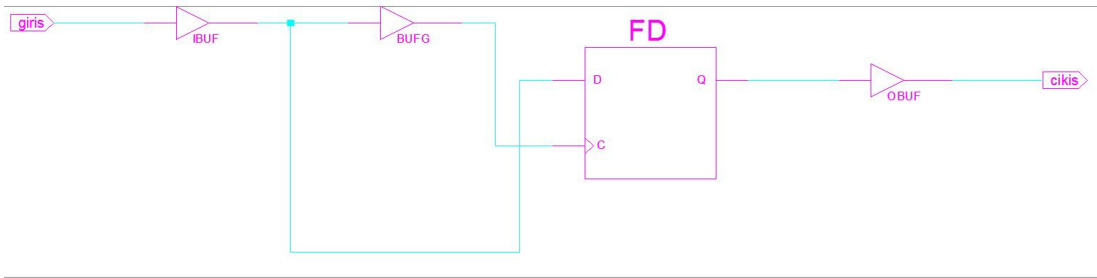 giris
IBUF
BUFG
FD
D
Q
C
OBUF
cikis